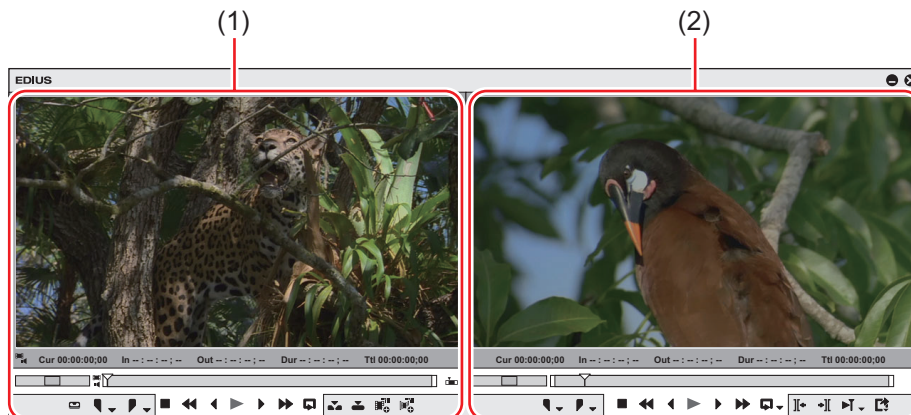 (1) (2)
EDIUS
Cur 00:00:00;00 In -- : -- : -- ; -- Out -- : -- : -- ; -- Dur -- : -- : -- ; -- Ttl 00:00:00;00
Cur 00:00:00;00 In -- : -- : -- ; -- Out -- : -- : -- ; -- Dur -- : -- : -- ; -- Ttl 00:00:00;00